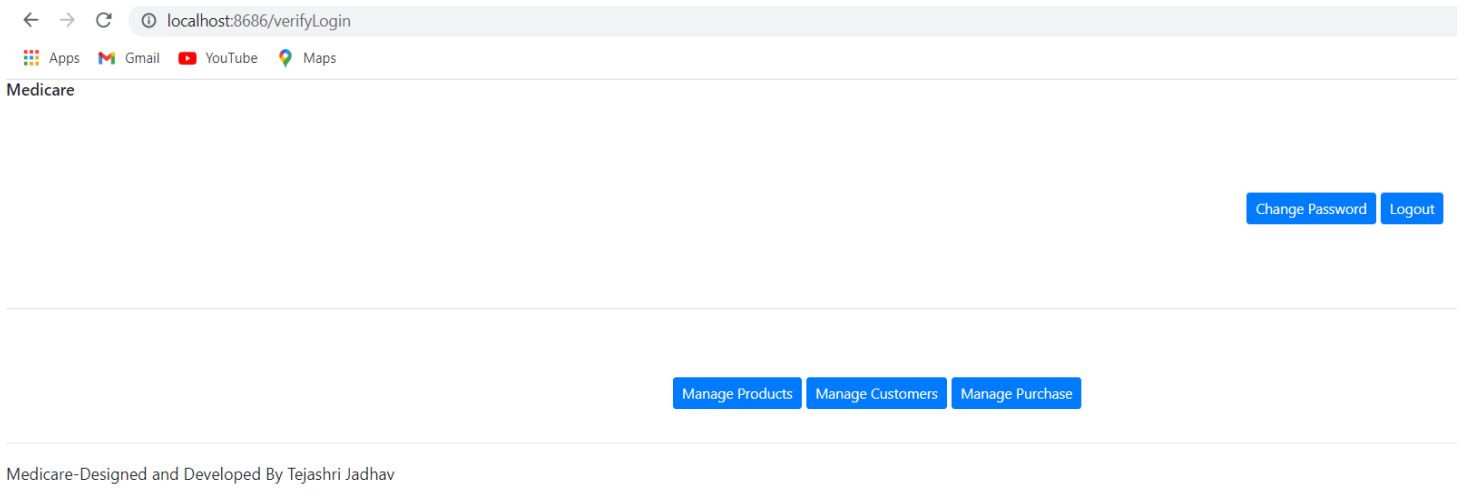 localhost:8686/verifyLogin
Apps Gmail YouTube Maps
Medicare
Change Password Logout
Manage Products Manage Customers Manage Purchase
Medicare-Designed and Developed By Tejashri Jadhav